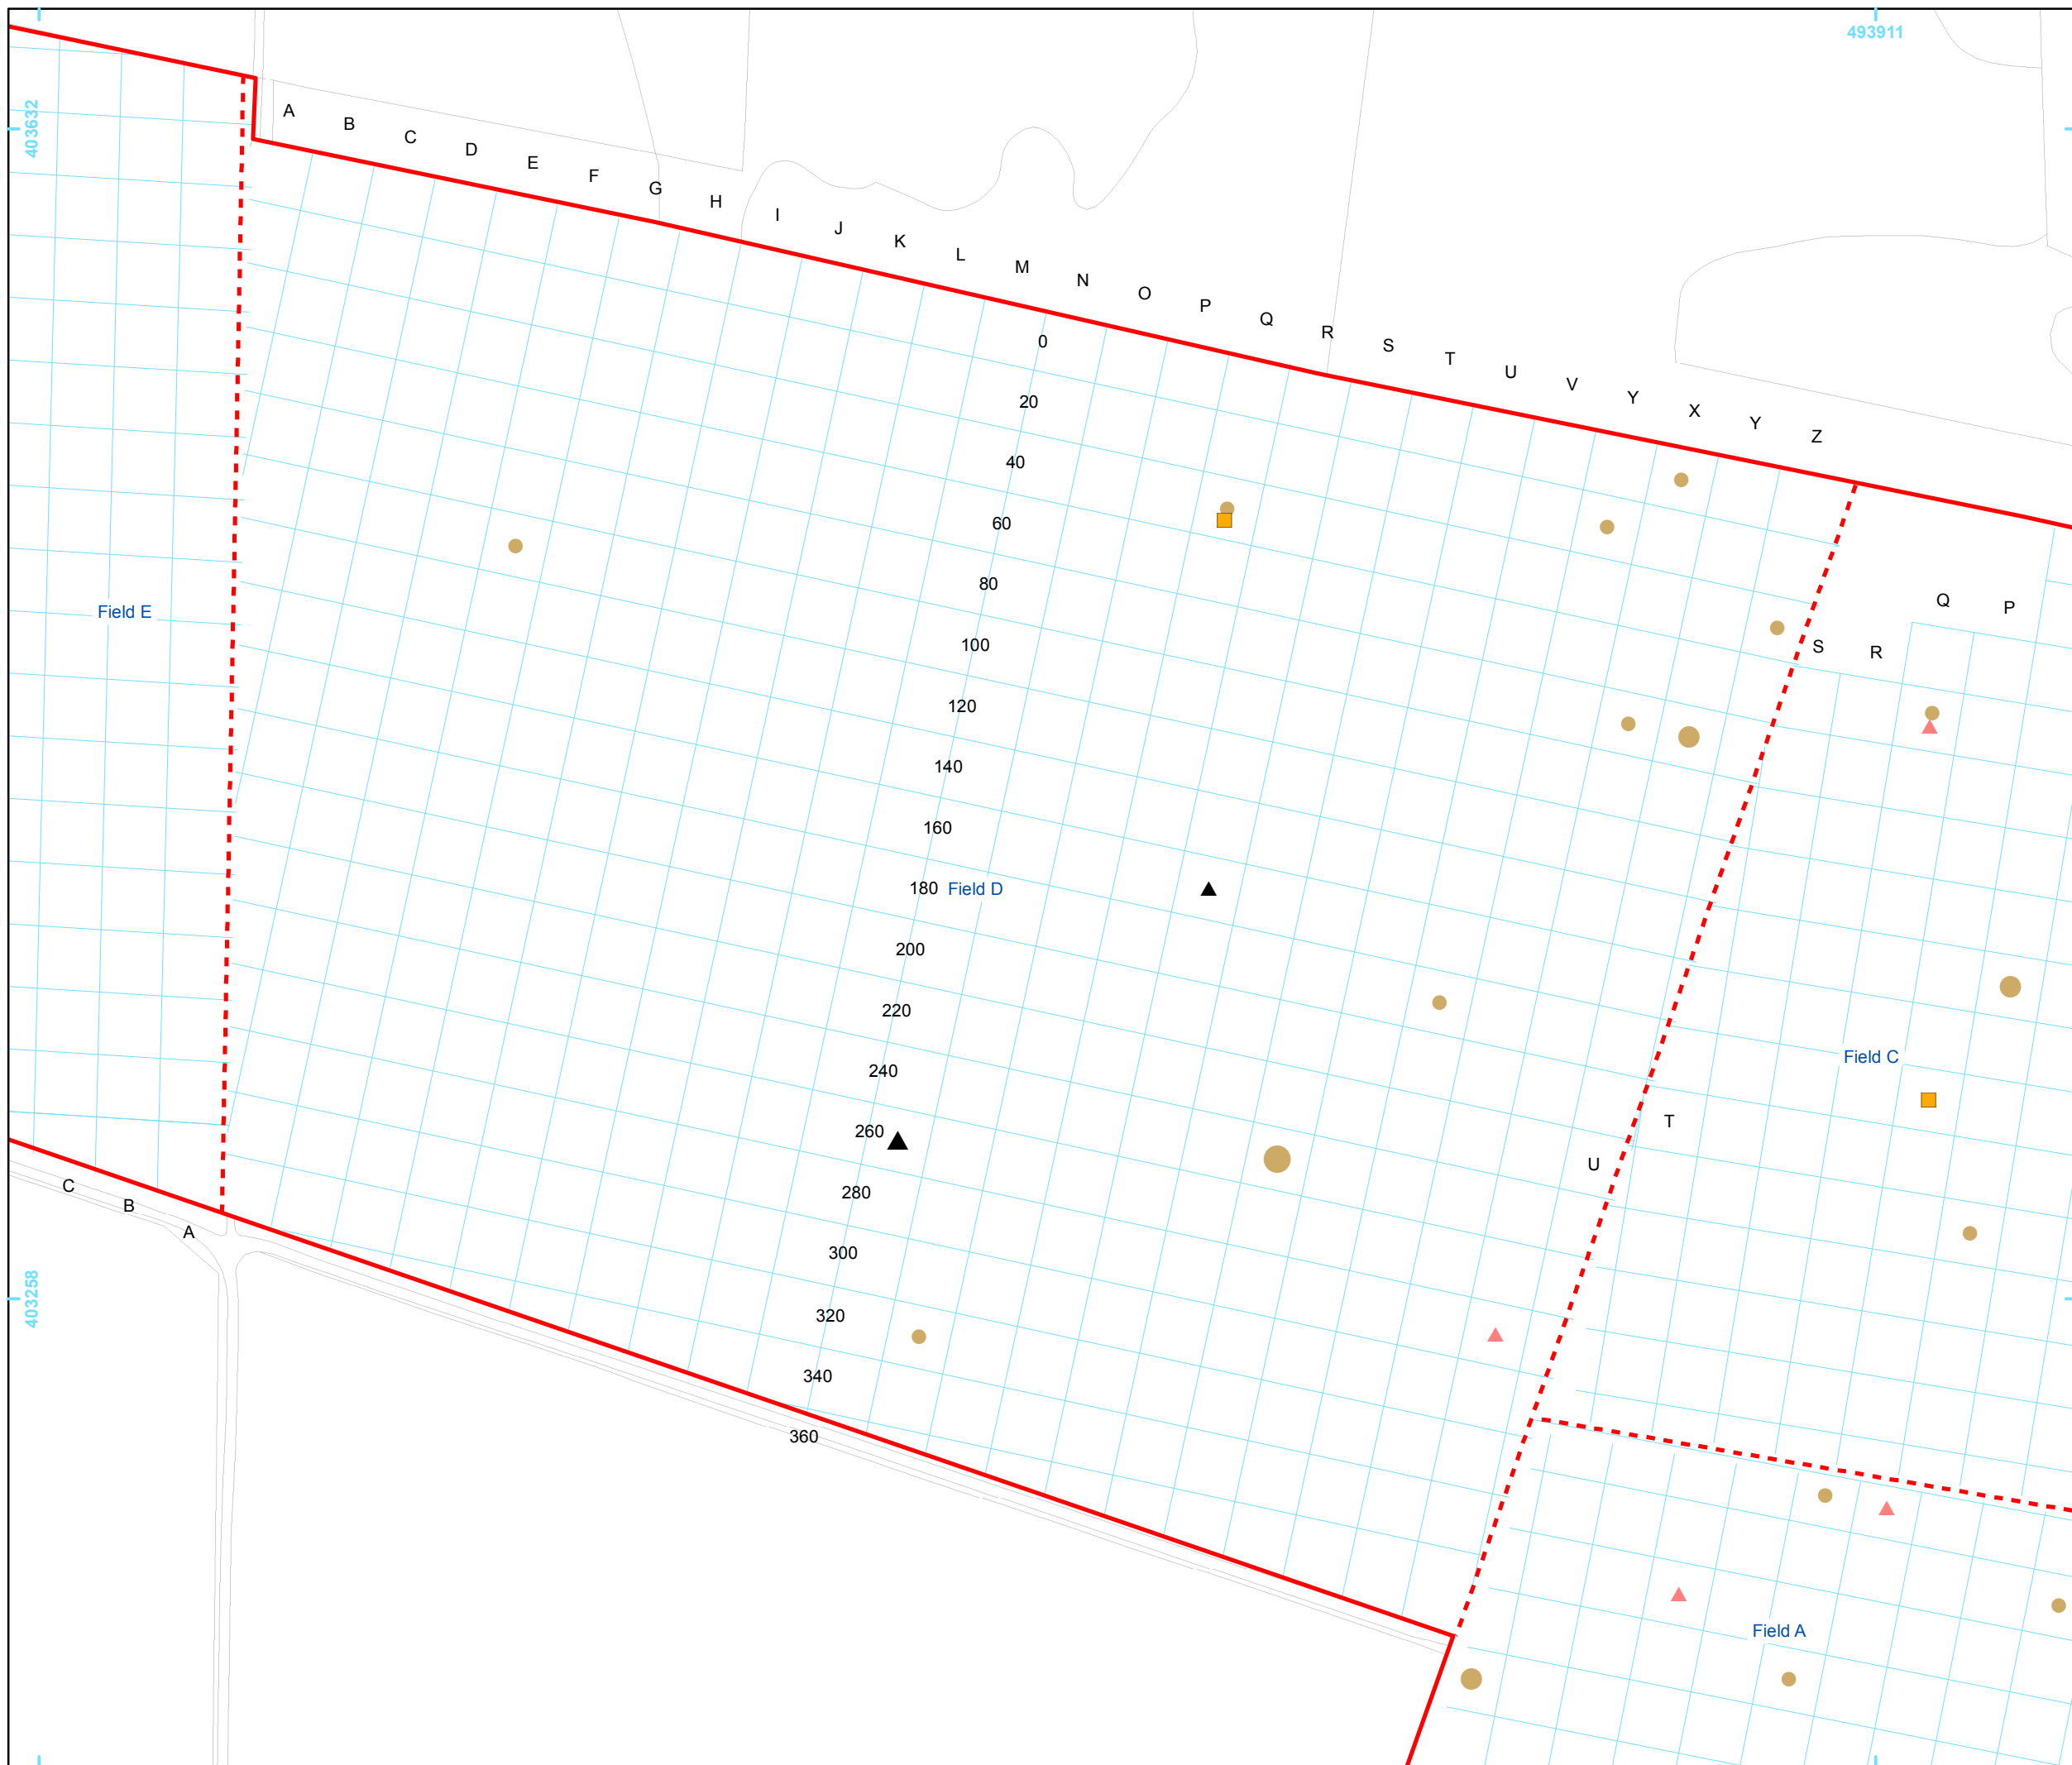 493911
403632
A B C D E F G H I J K L M N O P Q R S T U V Y X Y Z
0
20
40
60
80
100
120
140
160
180
200
220
240
260
280
300
320
340
360
Field E
Field D
Q P
S R
Field C
T
U
C B A
403258
Field A